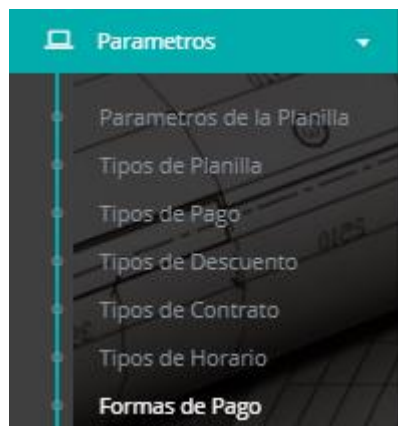 Parametros
Parametros de la Planilla
Tipos de Planilla
Tipos de Pago
Tipos de Descuento
Tipos de Contrato
Tipos de Horario
Formas de Pago